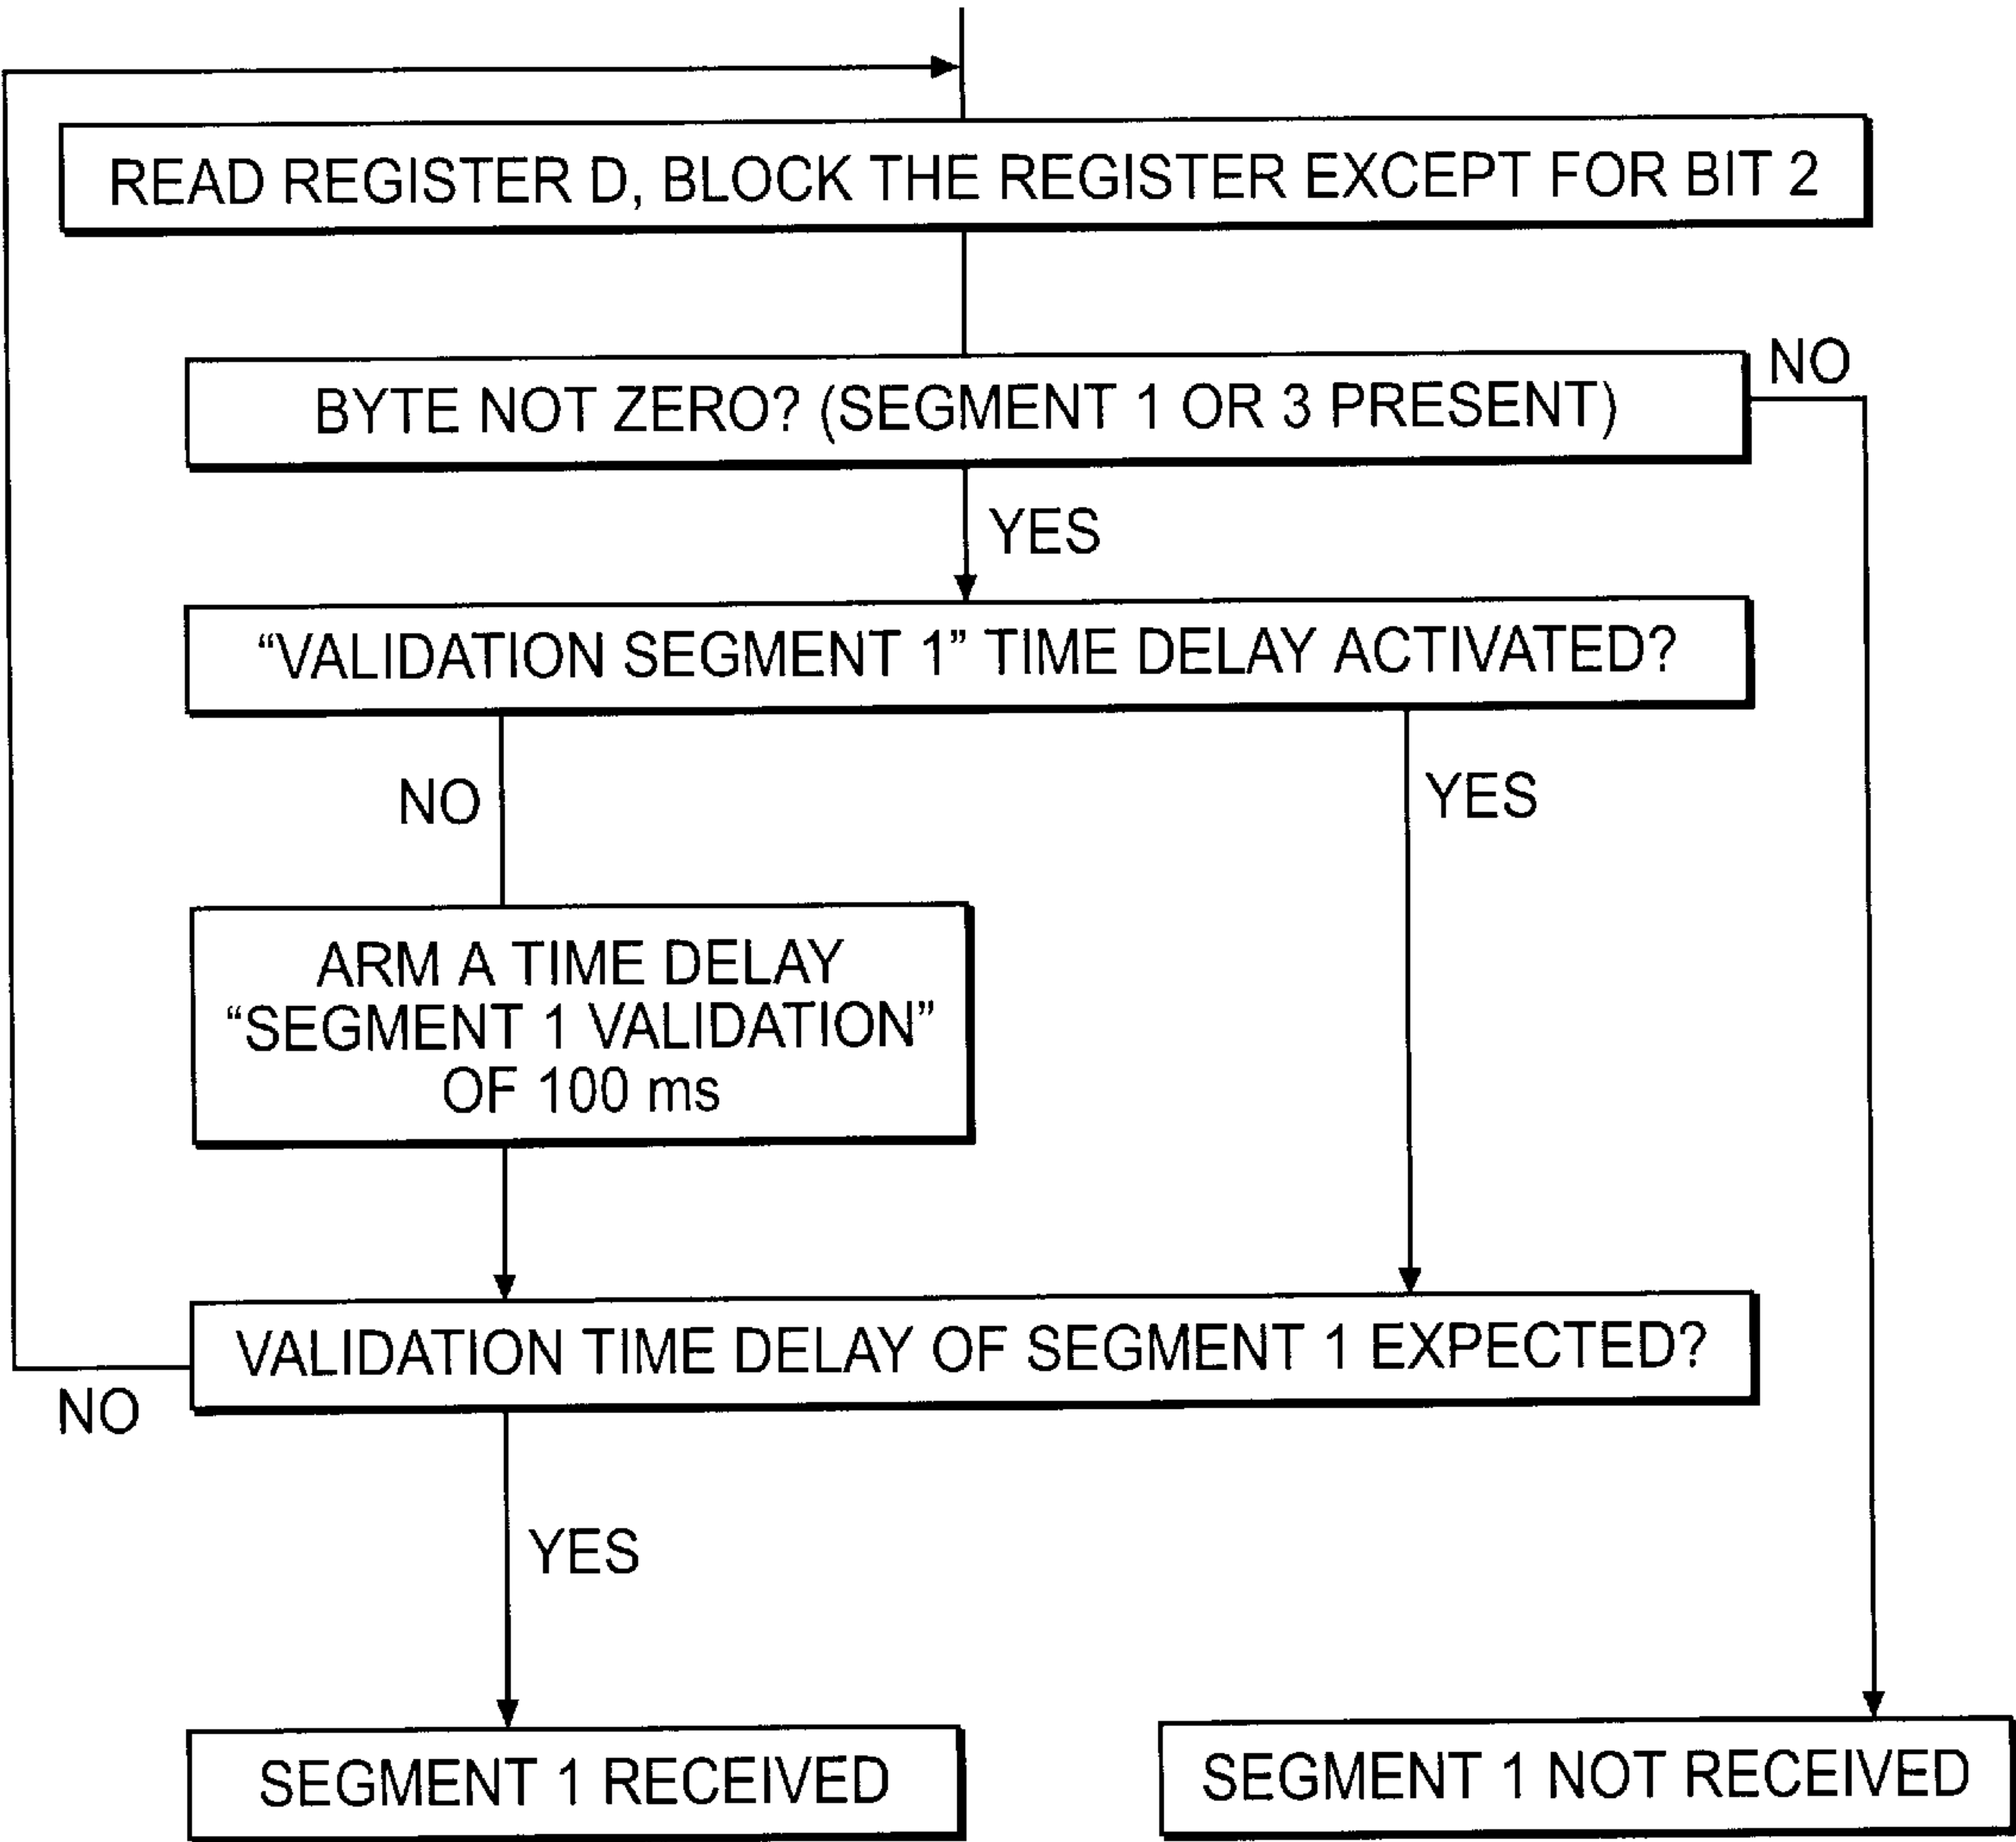 READ REGISTER D, BLOCK THE REGISTER EXCEPT FOR BIT 2
BYTE NOT ZERO? (SEGMENT 1 OR 3 PRESENT)
NO
YES
“VALIDATION SEGMENT 1” TIME DELAY ACTIVATED?
NO
YES
ARM A TIME DELAY
“SEGMENT 1 VALIDATION”
OF 100 ms
VALIDATION TIME DELAY OF SEGMENT 1 EXPECTED?
NO
YES
SEGMENT 1 RECEIVED
SEGMENT 1 NOT RECEIVED